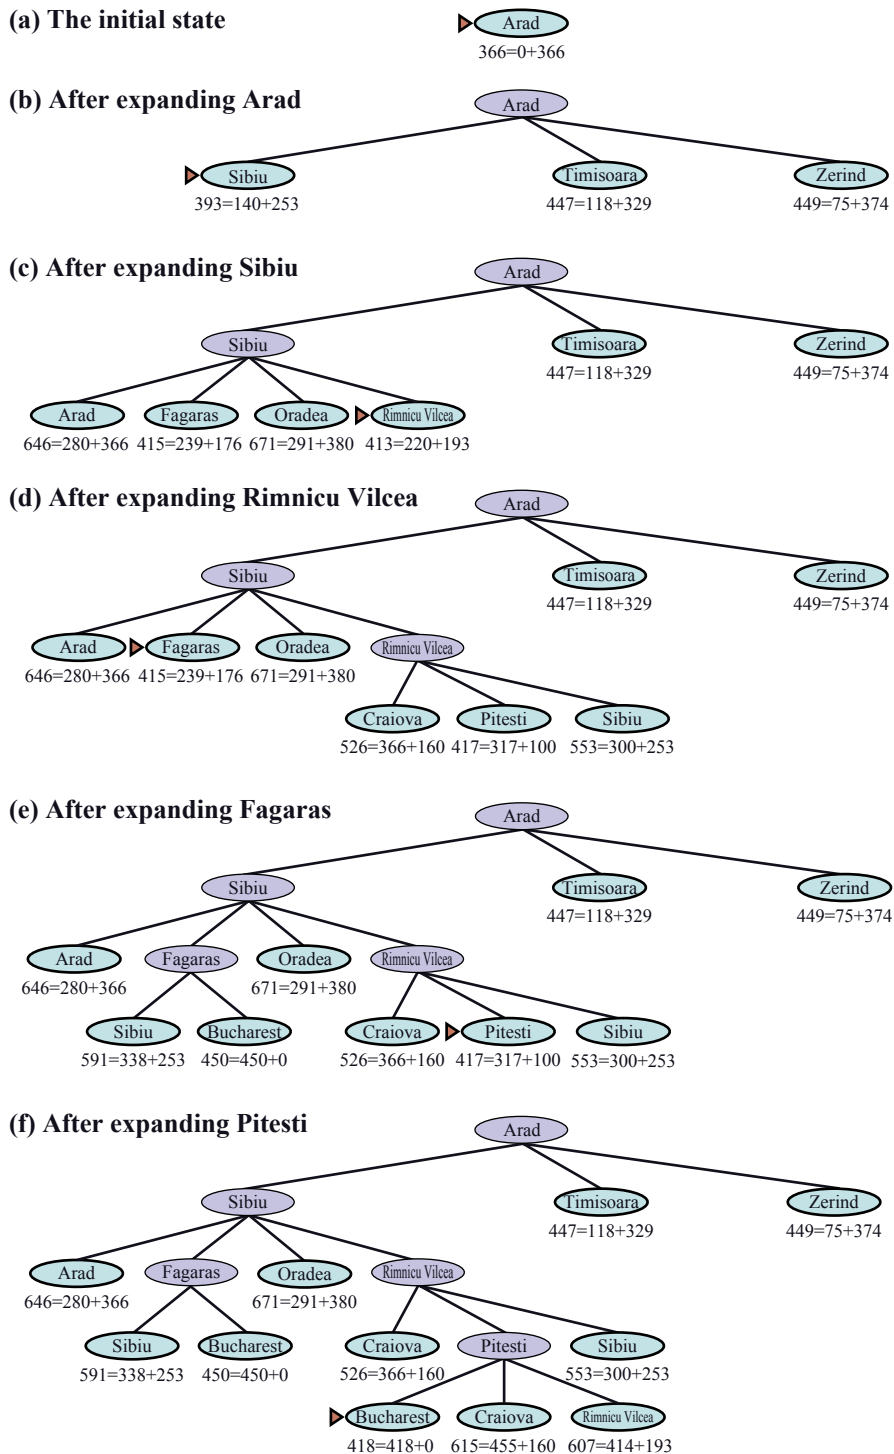 (a) The initial state
Arad
366=0+366
(b) After expanding Arad
Arad
Sibiu Timisoara Zerind
393=140+253 447=118+329 449=75+374
(c) After expanding Sibiu
Arad
Sibiu Timisoara Zerind
447=118+329 449=75+374
Arad Fagaras Oradea Rimnicu Vilcea
646=280+366 415=239+176 671=291+380 413=220+193
(d) After expanding Rimnicu Vilcea
Arad
Sibiu Timisoara Zerind
447=118+329 449=75+374
Arad Fagaras Oradea Rimnicu Vilcea
646=280+366 415=239+176 671=291+380
Craiova Pitesti Sibiu
526=366+160 417=317+100 553=300+253
(e) After expanding Fagaras
Arad
Sibiu Timisoara Zerind
447=118+329 449=75+374
Arad Fagaras Oradea Rimnicu Vilcea
646=280+366 671=291+380
Sibiu Bucharest Craiova Pitesti Sibiu
591=338+253 450=450+0 526=366+160 417=317+100 553=300+253
(f) After expanding Pitesti
Arad
Sibiu Timisoara Zerind
447=118+329 449=75+374
Arad Fagaras Oradea Rimnicu Vilcea
646=280+366 671=291+380
Sibiu Bucharest Craiova Pitesti Sibiu
591=338+253 450=450+0 526=366+160 553=300+253
Bucharest Craiova Rimnicu Vilcea
418=418+0 615=455+160 607=414+193